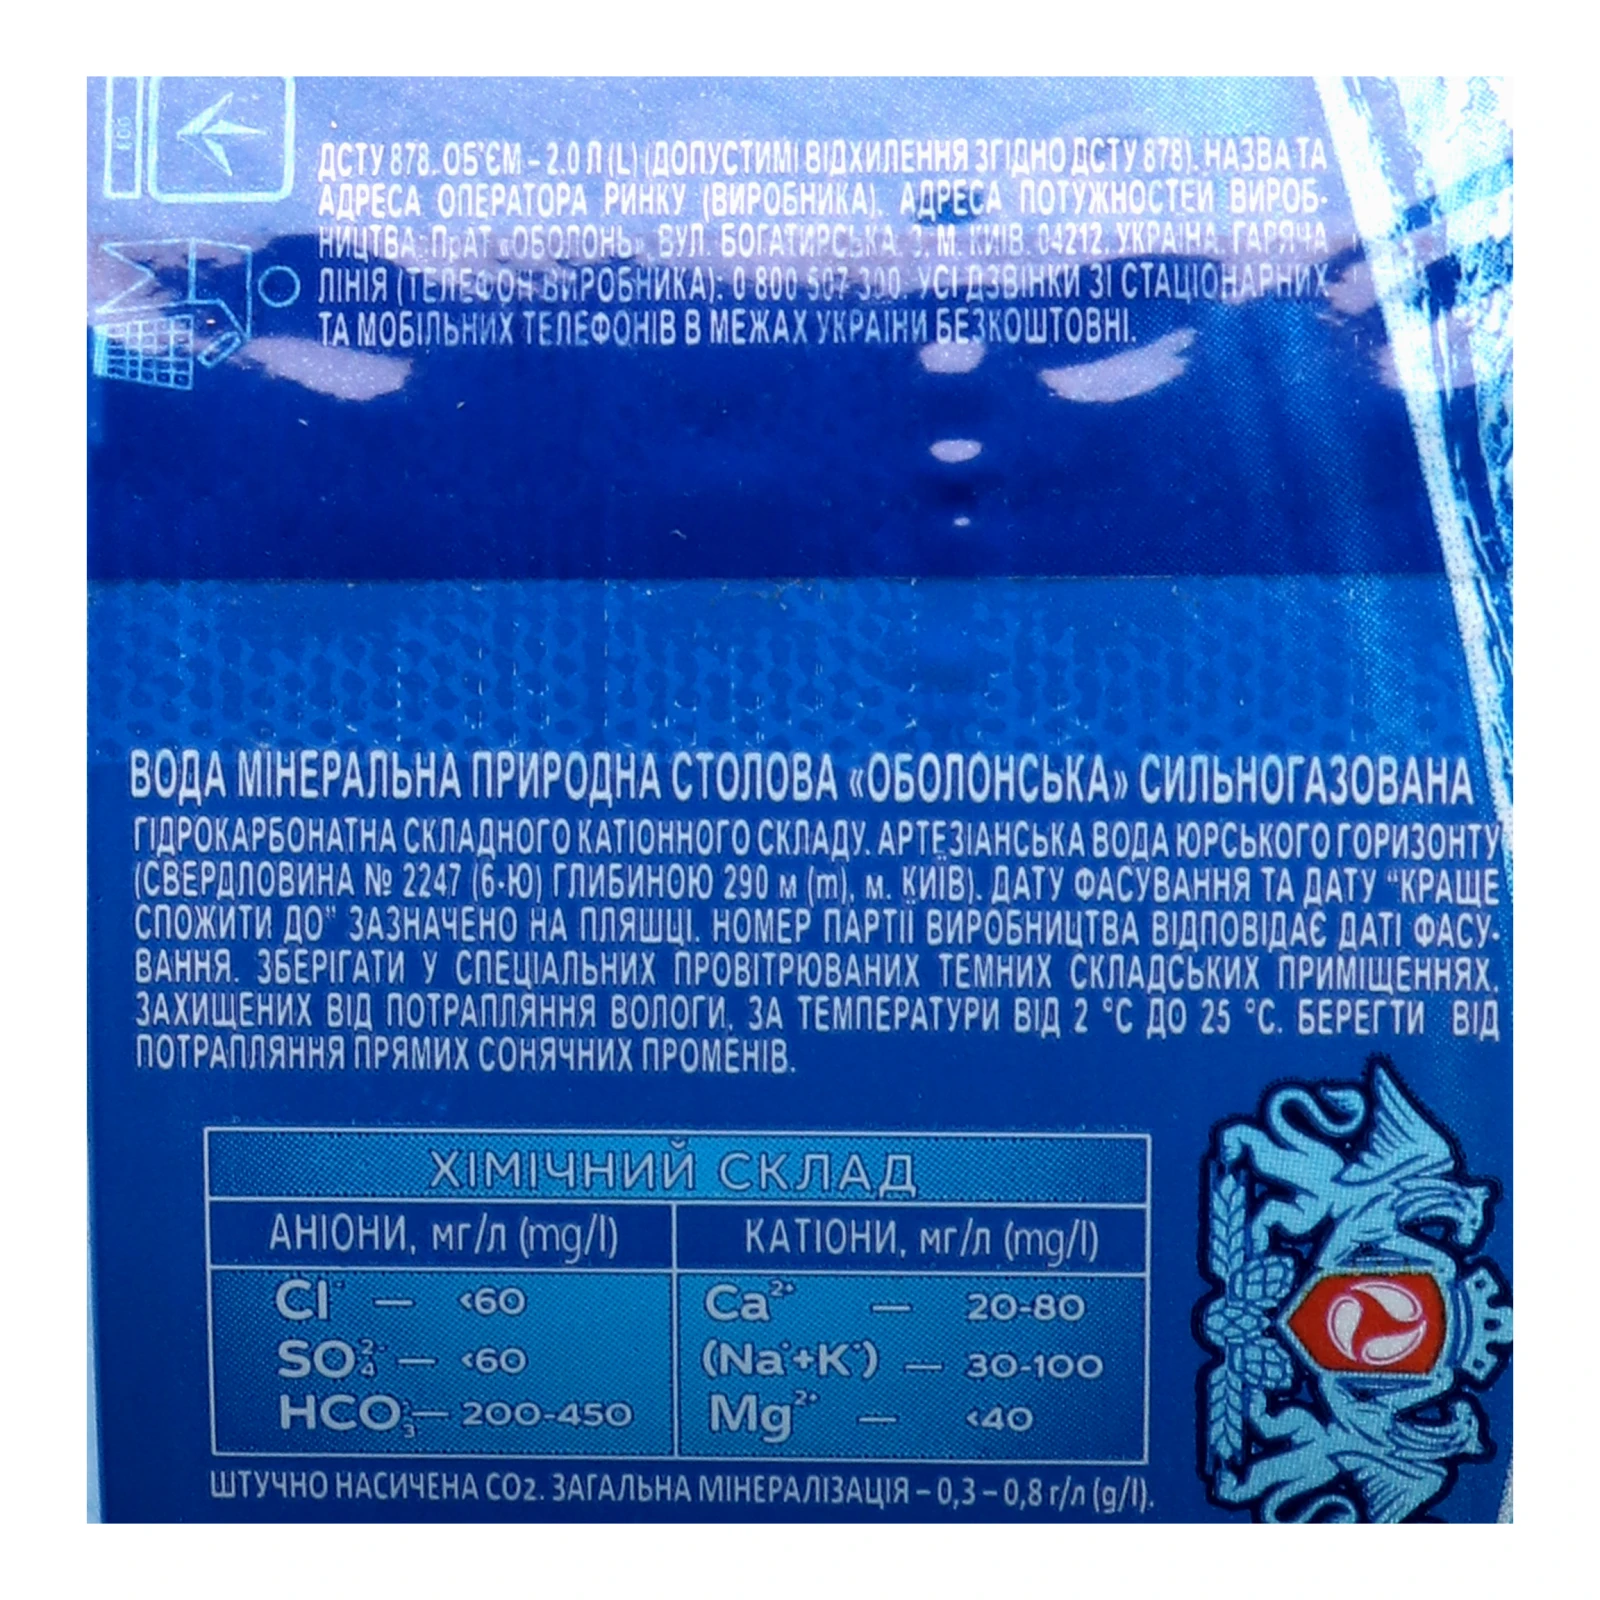 ДСТУ 878. ОБ'ЄМ – 2.0 Л (L) (ДОПУСТИМІ ВІДХИЛЕННЯ ЗГІДНО ДСТУ 878). НАЗВА ТА
АДРЕСА ОПЕРАТОРА РИНКУ (ВИРОБНИКА), АДРЕСА ПОТУЖНОСТЕЙ ВИРОБ-
НИЦТВА: ПрАТ «ОБОЛОНЬ», ВУЛ. БОГАТИРСЬКА, 3, М. КИЇВ, 04212, УКРАЇНА. ГАРЯЧА
ЛІНІЯ (ТЕЛЕФОН ВИРОБНИКА): 0 800 507 300. УСІ ДЗВІНКИ ЗІ СТАЦІОНАРНИХ
ТА МОБІЛЬНИХ ТЕЛЕФОНІВ В МЕЖАХ УКРАЇНИ БЕЗКОШТОВНІ.
ВОДА МІНЕРАЛЬНА ПРИРОДНА СТОЛОВА «ОБОЛОНСЬКА» СИЛЬНОГАЗОВАНА
ГІДРОКАРБОНАТНА СКЛАДНОГО КАТІОННОГО СКЛАДУ. АРТЕЗІАНСЬКА ВОДА ЮРСЬКОГО ГОРИЗОНТУ
(СВЕРДЛОВИНА № 2247 (6-Ю) ГЛИБИНОЮ 290 м (m), м. КИЇВ). ДАТУ ФАСУВАННЯ ТА ДАТУ "КРАЩЕ
СПОЖИТИ ДО" ЗАЗНАЧЕНО НА ПЛЯШЦІ. НОМЕР ПАРТІЇ ВИРОБНИЦТВА ВІДПОВІДАЄ ДАТІ ФАСУ-
ВАННЯ. ЗБЕРІГАТИ У СПЕЦІАЛЬНИХ ПРОВІТРЮВАНИХ ТЕМНИХ СКЛАДСЬКИХ ПРИМІЩЕННЯХ,
ЗАХИЩЕНИХ ВІД ПОТРАПЛЯННЯ ВОЛОГИ, ЗА ТЕМПЕРАТУРИ ВІД 2 °С ДО 25 °С. БЕРЕГТИ ВІД
ПОТРАПЛЯННЯ ПРЯМИХ СОНЯЧНИХ ПРОМЕНІВ.
ХІМІЧНИЙ СКЛАД
АНІОНИ, мг/л (mg/l) КАТІОНИ, мг/л (mg/l)
Cl⁻ — <60 Ca²⁺ — 20-80
SO₄²⁻ — <60 (Na⁺+K⁺) — 30-100
HCO₃⁻ — 200-450 Mg²⁺ — <40
ШТУЧНО НАСИЧЕНА CO2. ЗАГАЛЬНА МІНЕРАЛІЗАЦІЯ – 0,3 – 0,8 г/л (g/l).